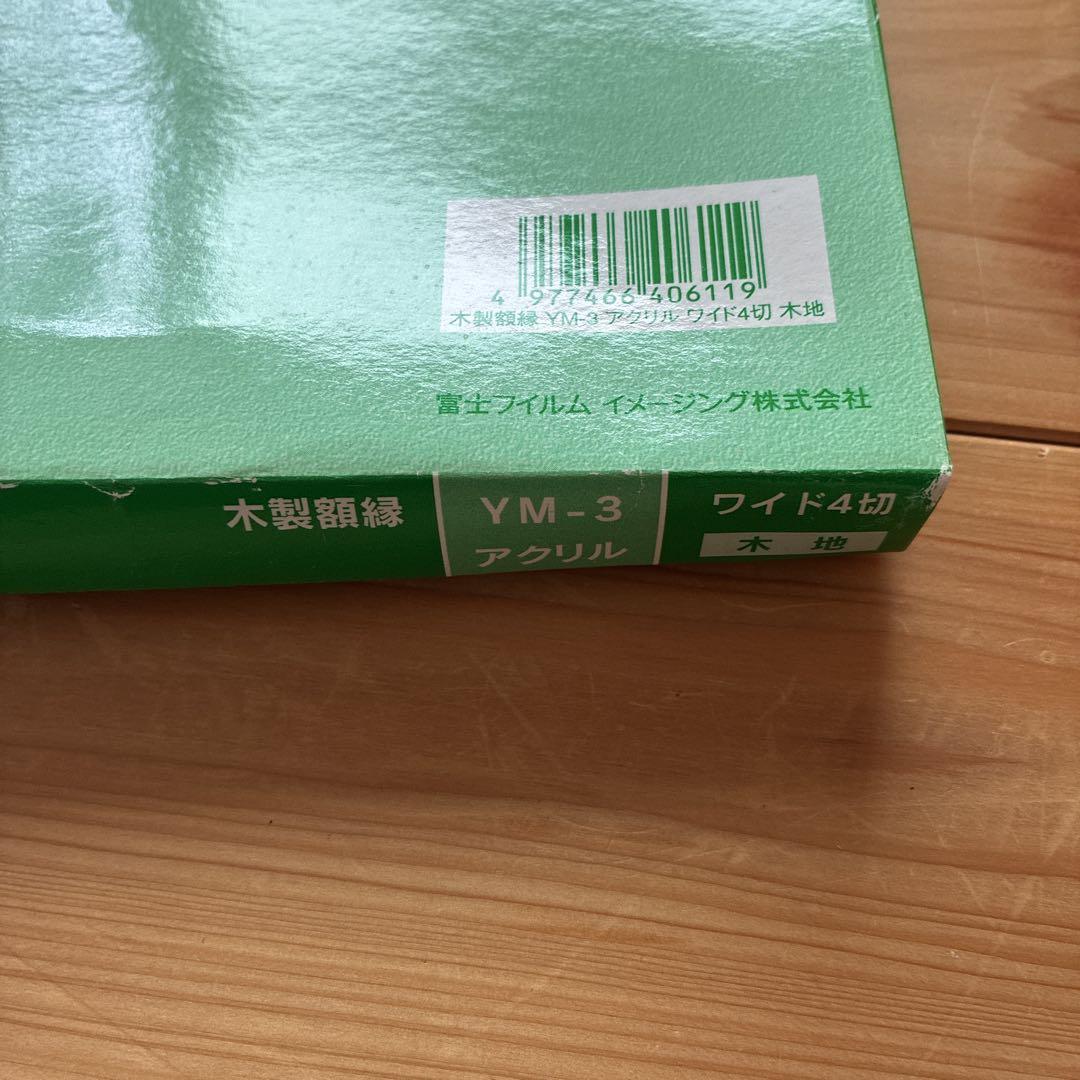 4 977466 406119
木製額縁 YM-3 アクリル ワイド4切 木地
富士フイルム イメージング株式会社
木製額縁
YM-3
アクリル
ワイド4切
木 地